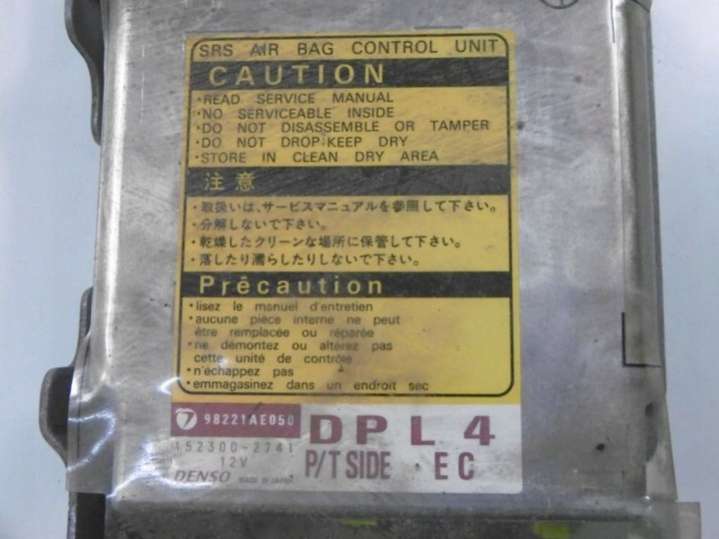 SRS AIR BAG CONTROL UNIT
CAUTION
・READ SERVICE MANUAL
・NO SERVICEABLE INSIDE
・DO NOT DISASSEMBLE OR TAMPER
・DO NOT DROP:KEEP DRY
・STORE IN CLEAN DRY AREA
注意
・取扱いは、サービスマニュアルを参照して下さい。
・分解しないで下さい。
・乾燥したクリーンな場所に保管して下さい。
・落したり濡らしたりしないで下さい。
Précaution
・lisez le manuel d'entretien
・aucune pièce interne ne peut
être remplacée ou réparée
・ne démontez ou altérez pas
cette unité de contrôle
・n'échappez pas
・emmagasinez dans un endroit sec
98221AE050 DPL4
152300-2741
12V P/T SIDE EC
DENSO MADE IN JAPAN